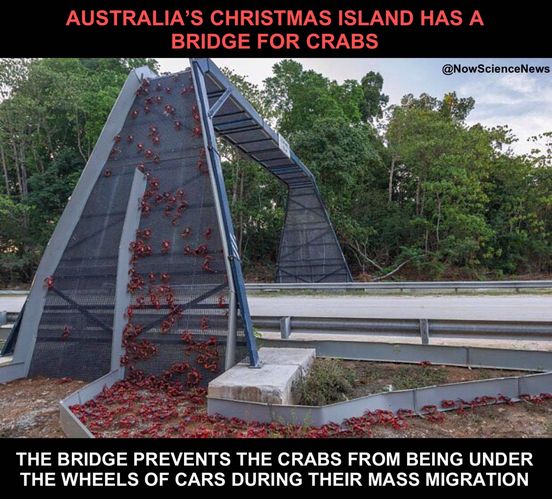 AUSTRALIA'S CHRISTMAS ISLAND HAS A
BRIDGE FOR CRABS
@NowScienceNews
THE BRIDGE PREVENTS THE CRABS FROM BEING UNDER
THE WHEELS OF CARS DURING THEIR MASS MIGRATION